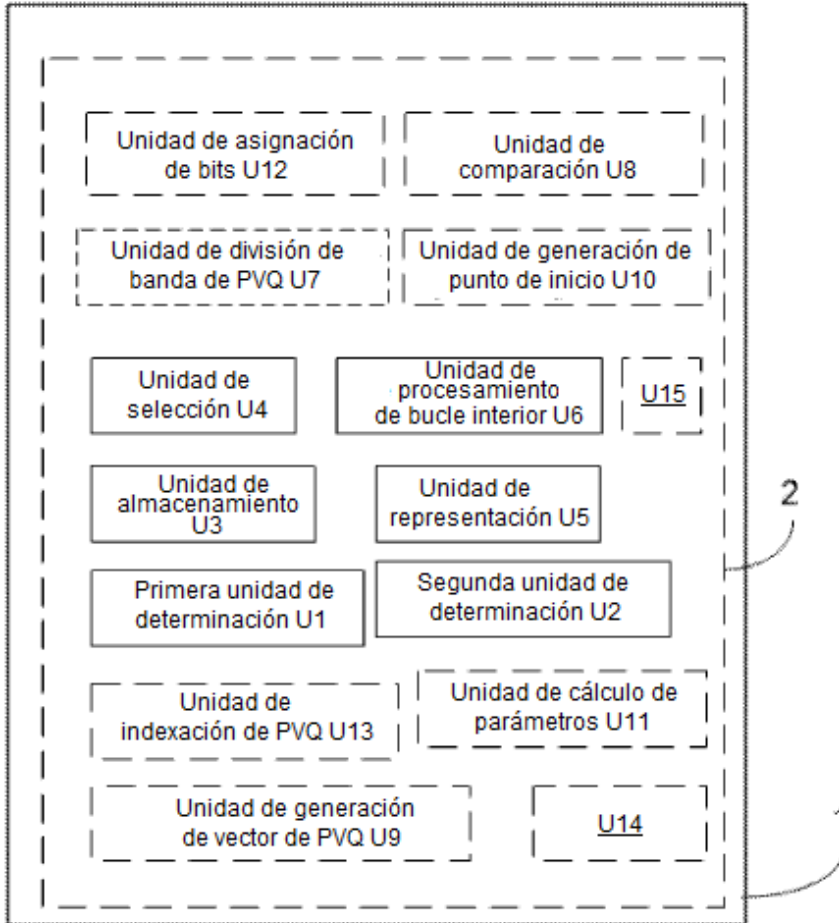 Unidad de asignación
de bits U12
Unidad de
comparación U8
Unidad de división de
banda de PVQ U7
Unidad de generación de
punto de inicio U10
Unidad de
selección U4
Unidad de
procesamiento
de bucle interior U6
U15
Unidad de
almacenamiento
U3
Unidad de
representación U5
2
Primera unidad de
determinación U1
Segunda unidad de
determinación U2
Unidad de
indexación de PVQ U13
Unidad de cálculo de
parámetros U11
Unidad de generación
de vector de PVQ U9
U14